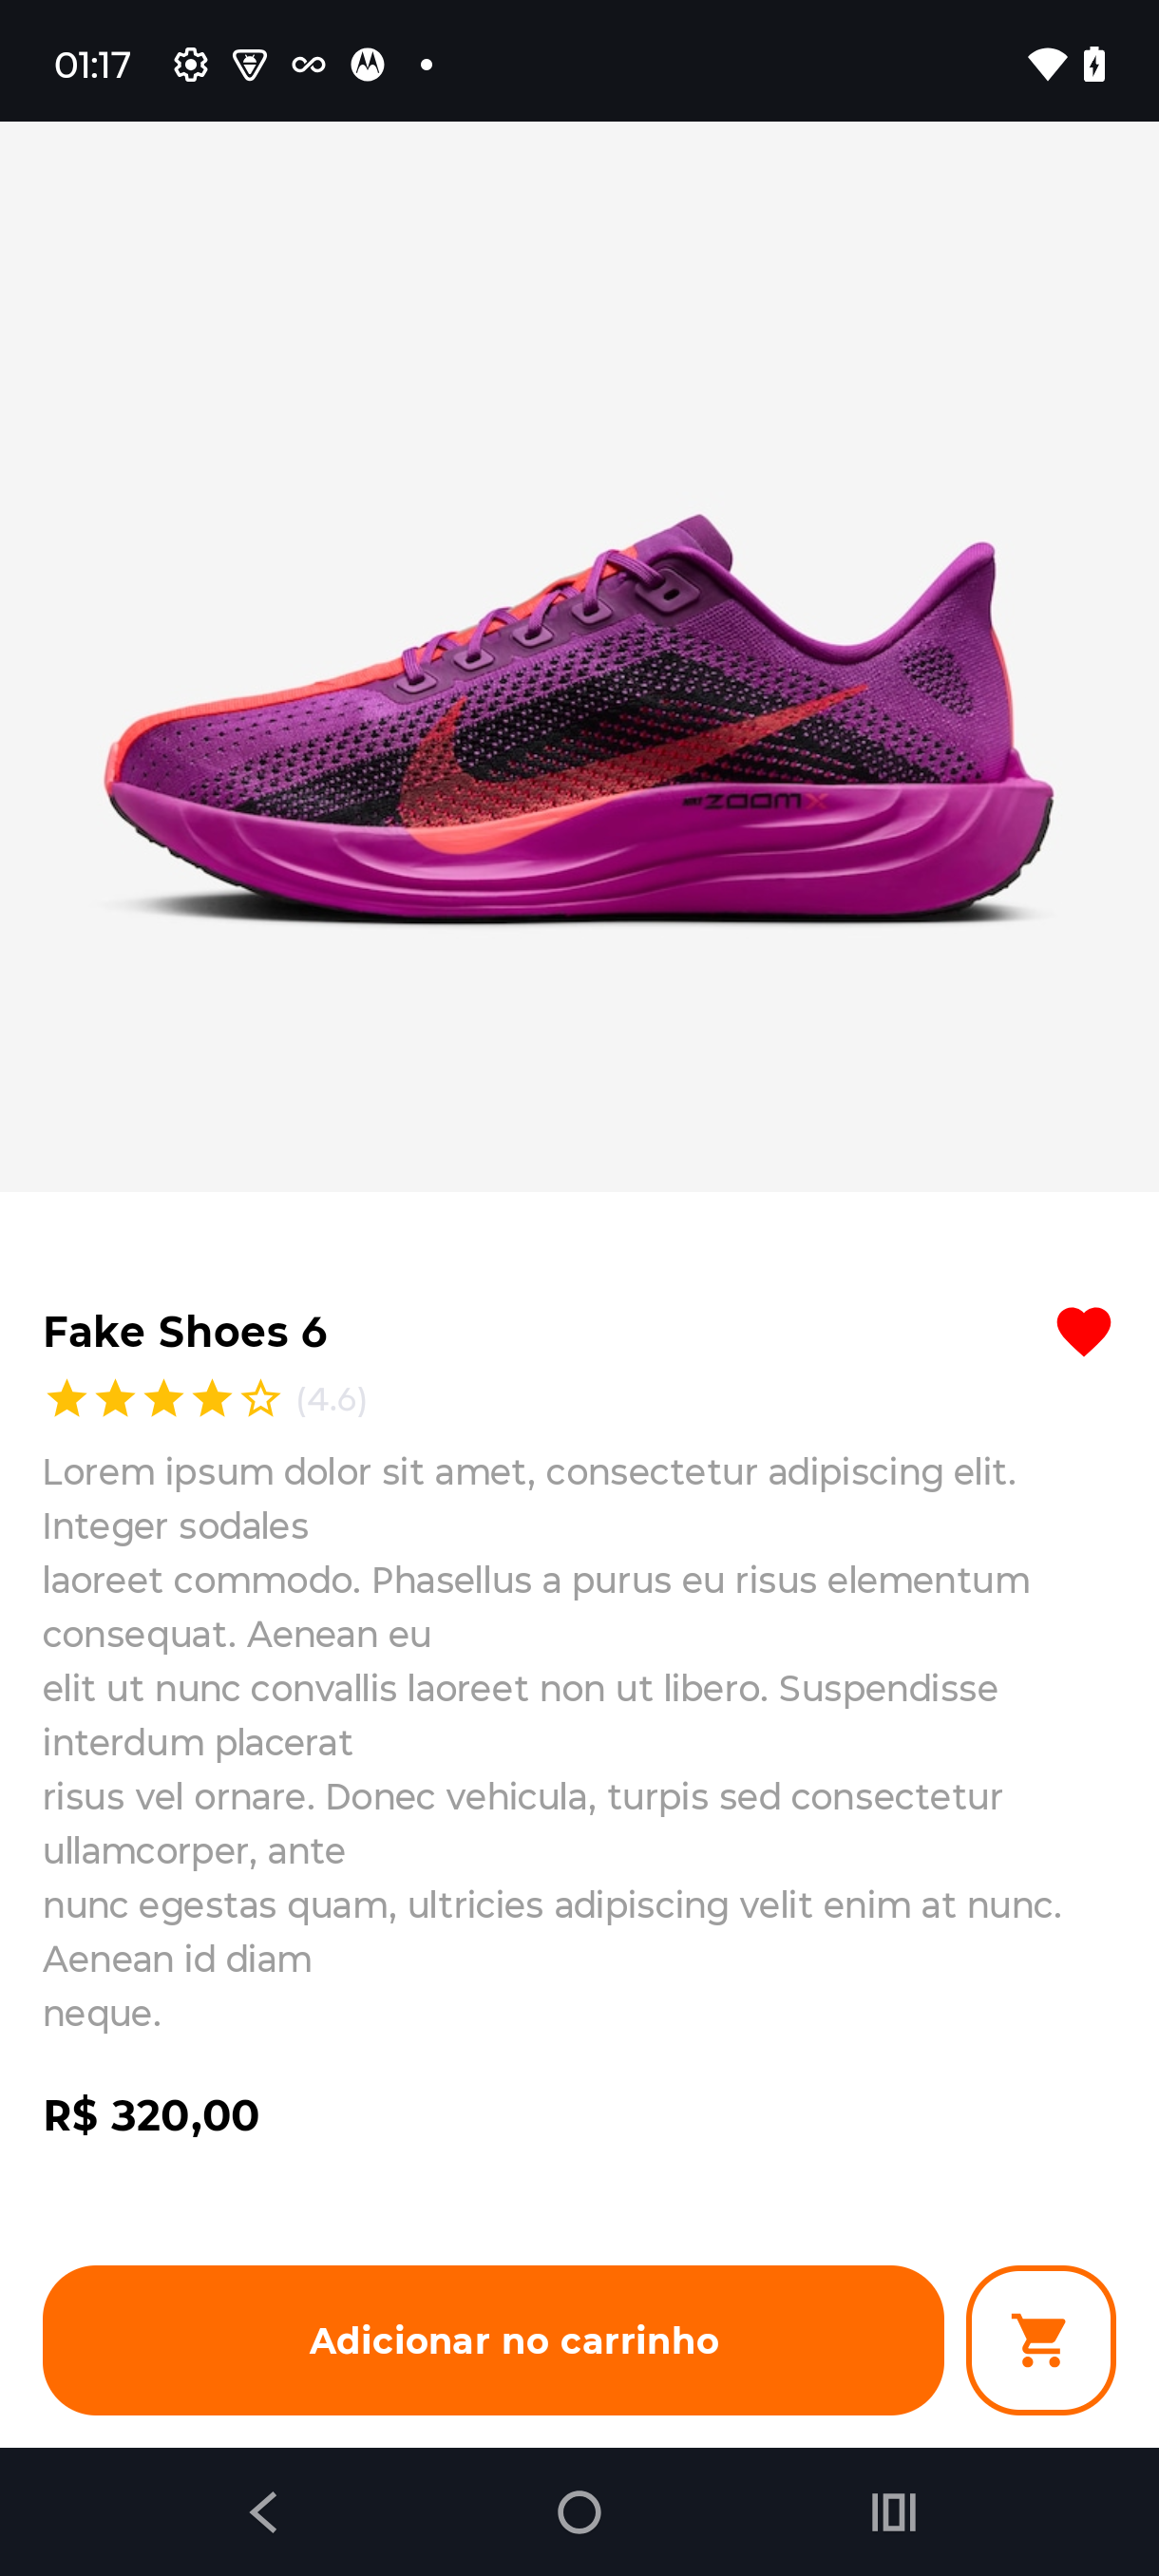 01:17
NIKE ZOOMX
Fake Shoes 6
(4.6)
Lorem ipsum dolor sit amet, consectetur adipiscing elit.
Integer sodales
laoreet commodo. Phasellus a purus eu risus elementum
consequat. Aenean eu
elit ut nunc convallis laoreet non ut libero. Suspendisse
interdum placerat
risus vel ornare. Donec vehicula, turpis sed consectetur
ullamcorper, ante
nunc egestas quam, ultricies adipiscing velit enim at nunc.
Aenean id diam
neque.
R$ 320,00
Adicionar no carrinho